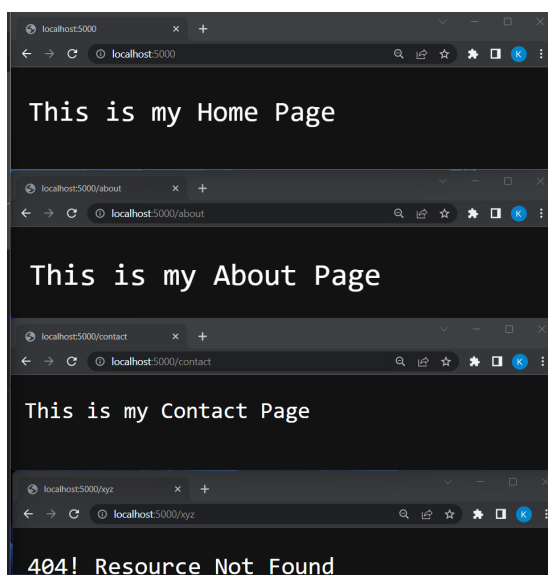 localhost:5000
localhost:5000
K
This is my Home Page
localhost:5000/about
localhost:5000/about
K
This is my About Page
localhost:5000/contact
localhost:5000/contact
K
This is my Contact Page
localhost:5000/xyz
localhost:5000/xyz
K
404! Resource Not Found